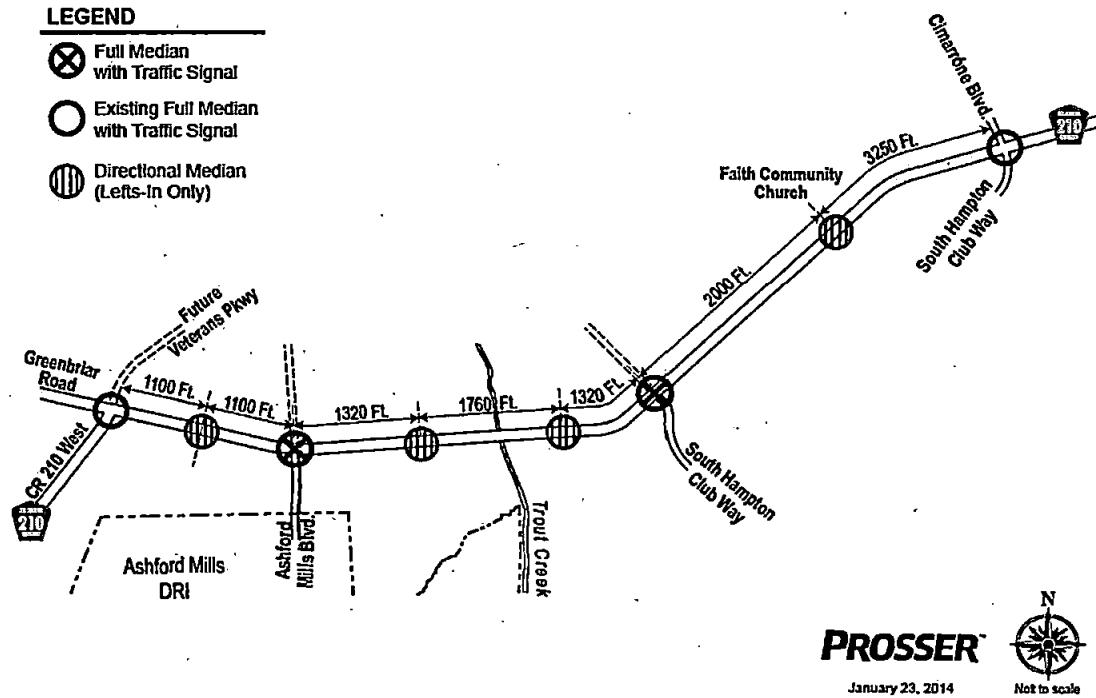 LEGEND
Full Median
with Traffic Signal
Existing Full Median
with Traffic Signal
Directional Median
(Lefts-In Only)
Cimarróne Blvd.
210
3250 Ft.
Faith Community
Church
South Hampton
Club Way
2000 Ft.
Future
Veterans Pkwy
Greenbriar
Road
1100 Ft.
1100 Ft.
1320 FT.
1760 FT.
1320 FT.
CR 210 West
210
South Hampton
Club Way
Ashford Mills
DRI
Ashford
Mills Blvd.
Trout Creek
PROSSER
January 23, 2014
N
Not to scale